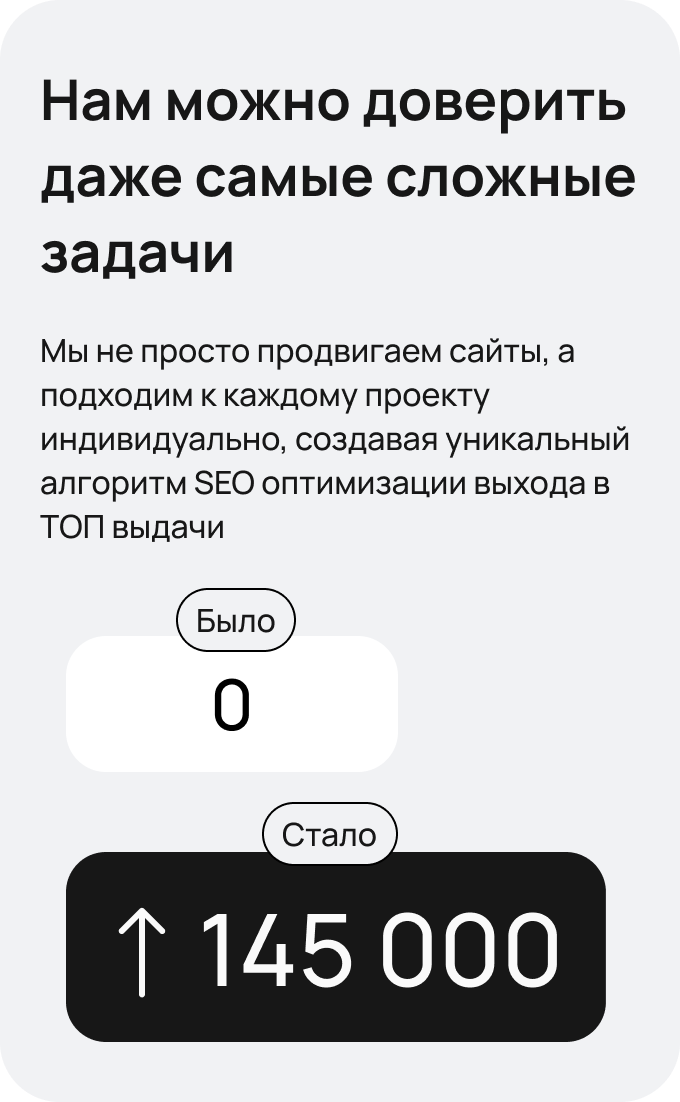 Нам можно доверить
даже самые сложные
задачи
Мы не просто продвигаем сайты, а
подходим к каждому проекту
индивидуально, создавая уникальный
алгоритм SEO оптимизации выхода в
ТОП выдачи
Было
0
Стало
↑ 145 000